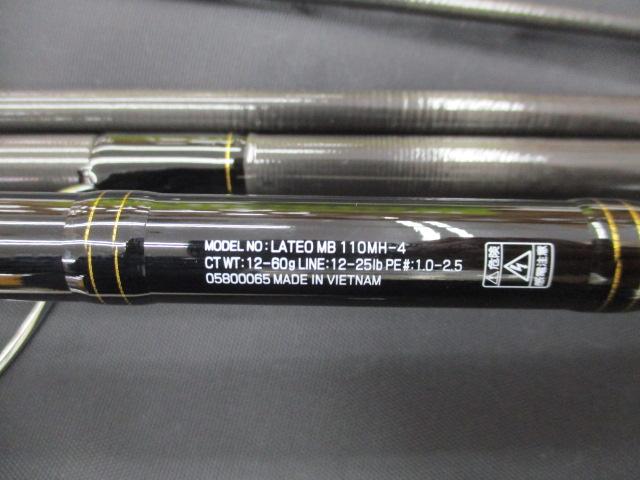 MODEL NO: LATEO MB 110MH-4
CT WT: 12-60g LINE: 12-25lb PE#: 1.0-2.5
05800065 MADE IN VIETNAM
危険
感電注意